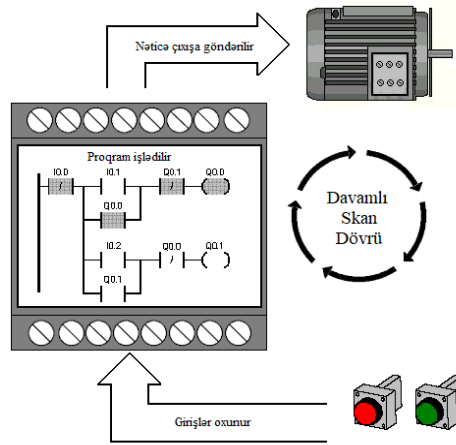 Nəticə çıxışa göndərilir
Proqram işlədilir
I0.0 I0.1 Q0.1 Q0.0
Q0.0
I0.2 Q0.0 Q0.1
Q0.1
Davamlı
Skan
Dövrü
Girişlər oxunur